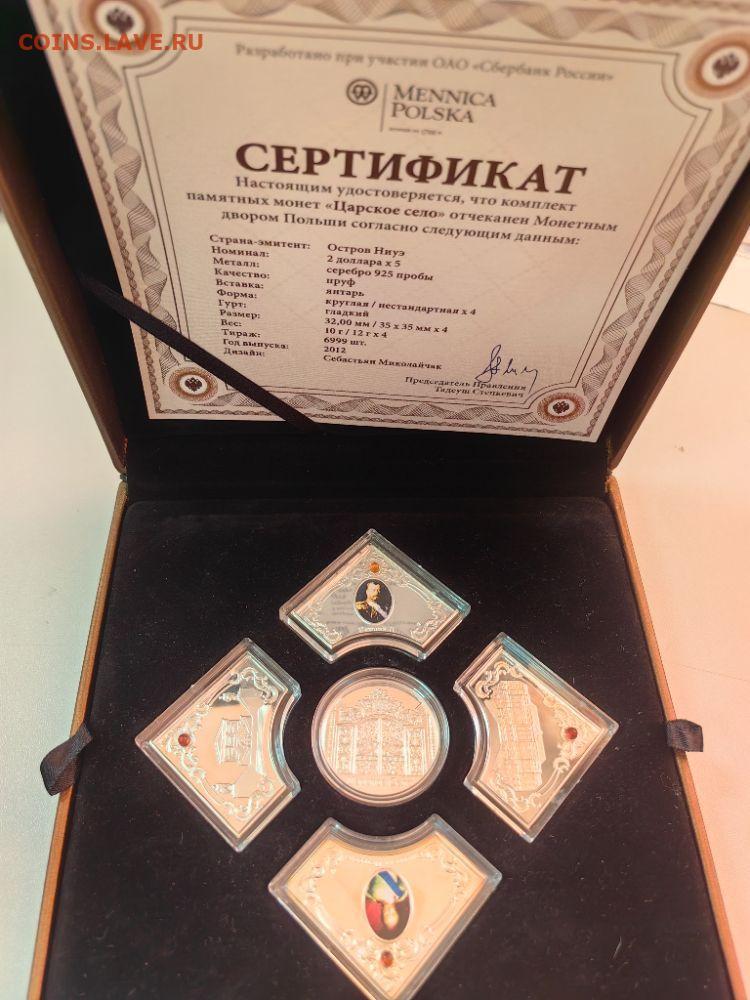 COINS.LAVE.RU
Разработано при участии ОАО «Сбербанк России»
MENNICA
POLSKA
СЕРТИФИКАТ
Настоящим удостоверяется, что комплект
памятных монет «Царское село» отчеканен Монетным
двором Польши согласно следующим данным:
Страна-эмитент: Остров Ниуэ
Номинал: 2 доллара х 5
Металл: серебро 925 пробы
Качество: пруф
Вставка: янтарь
Форма: круглая / нестандартная х 4
Гурт: гладкий
Размер: 32,00 мм / 35 х 35 мм х 4
Вес: 10 г / 12 г х 4
Тираж: 6999 шт.
Год выпуска: 2012
Дизайн: Себастьян Миколайчак
Председатель Правления
Тадеуш Стецкевич